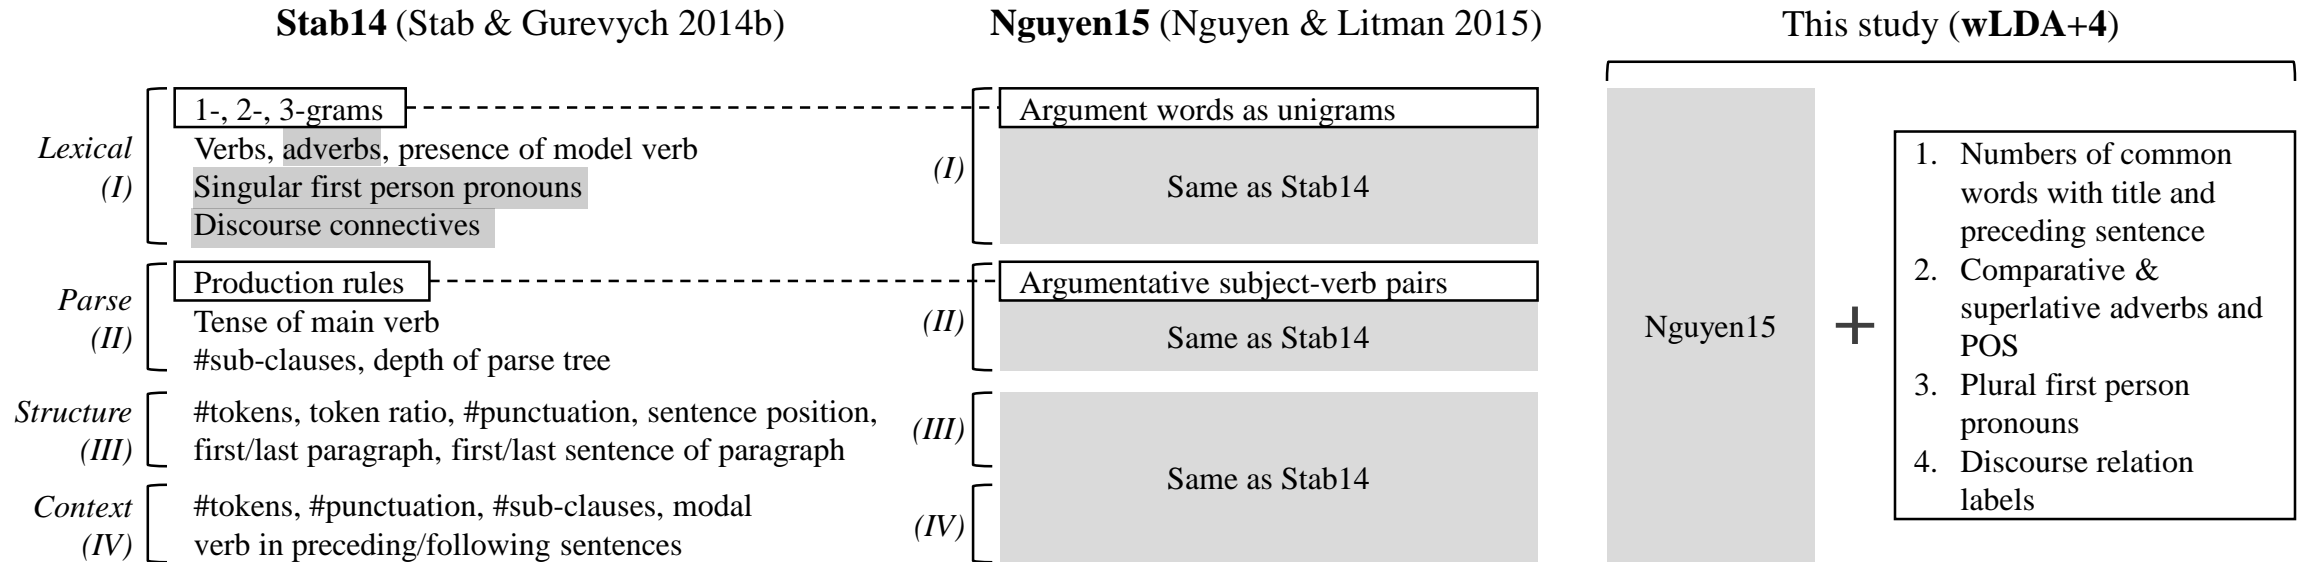 Stab14 (Stab & Gurevych 2014b)
Lexical
(I)
1-, 2-, 3-grams
Verbs, adverbs, presence of model verb
Singular first person pronouns
Discourse connectives
Parse
(II)
Production rules
Tense of main verb
#sub-clauses, depth of parse tree
Structure
(III)
#tokens, token ratio, #punctuation, sentence position,
first/last paragraph, first/last sentence of paragraph
Context
(IV)
#tokens, #punctuation, #sub-clauses, modal
verb in preceding/following sentences
Nguyen15 (Nguyen & Litman 2015)
(I)
Argument words as unigrams
Same as Stab14
(II)
Argumentative subject-verb pairs
Same as Stab14
(III)
(IV)
Same as Stab14
This study (wLDA+4)
Nguyen15
+
1. Numbers of common
words with title and
preceding sentence
2. Comparative &
superlative adverbs and
POS
3. Plural first person
pronouns
4. Discourse relation
labels